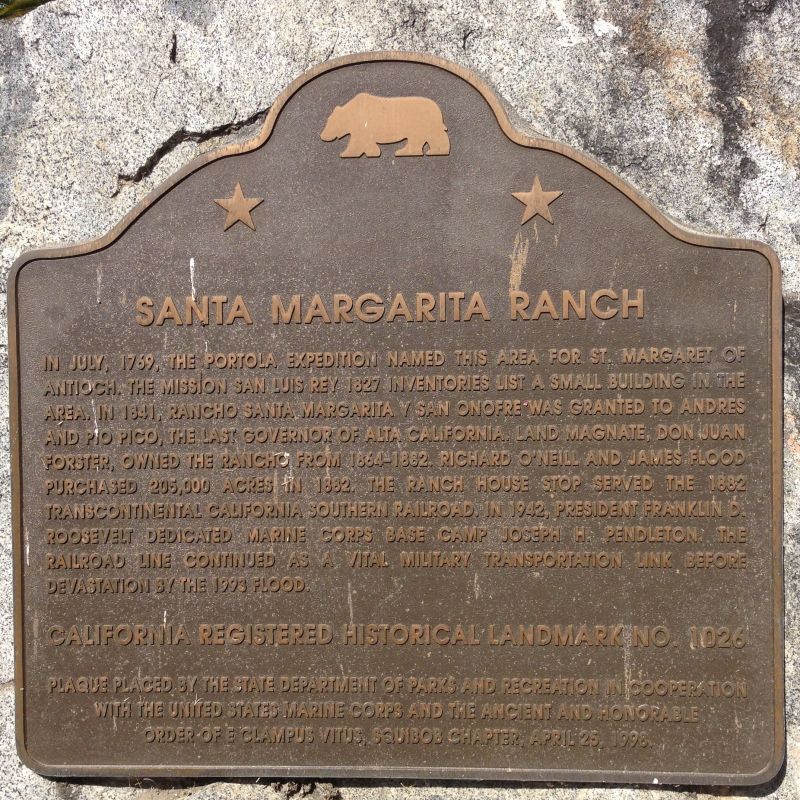 SANTA MARGARITA RANCH
IN JULY, 1769, THE PORTOLA EXPEDITION NAMED THIS AREA FOR ST. MARGARET OF
ANTIOCH. THE MISSION SAN LUIS REY 1827 INVENTORIES LIST A SMALL BUILDING IN THE
AREA. IN 1841, RANCHO SANTA MARGARITA Y SAN ONOFRE WAS GRANTED TO ANDRES
AND PIO PICO, THE LAST GOVERNOR OF ALTA CALIFORNIA. LAND MAGNATE, DON JUAN
FORSTER, OWNED THE RANCHO FROM 1864-1882. RICHARD O'NEILL AND JAMES FLOOD
PURCHASED 205,000 ACRES IN 1882. THE RANCH HOUSE STOP SERVED THE 1882
TRANSCONTINENTAL CALIFORNIA SOUTHERN RAILROAD. IN 1942, PRESIDENT FRANKLIN D.
ROOSEVELT DEDICATED MARINE CORPS BASE CAMP JOSEPH H. PENDLETON. THE
RAILROAD LINE CONTINUED AS A VITAL MILITARY TRANSPORTATION LINK BEFORE
DEVASTATION BY THE 1993 FLOOD.
CALIFORNIA REGISTERED HISTORICAL LANDMARK NO. 1026
PLAQUE PLACED BY THE STATE DEPARTMENT OF PARKS AND RECREATION IN COOPERATION
WITH THE UNITED STATES MARINE CORPS AND THE ANCIENT AND HONORABLE
ORDER OF E CLAMPUS VITUS, SQUIBOB CHAPTER, APRIL 25, 1998.